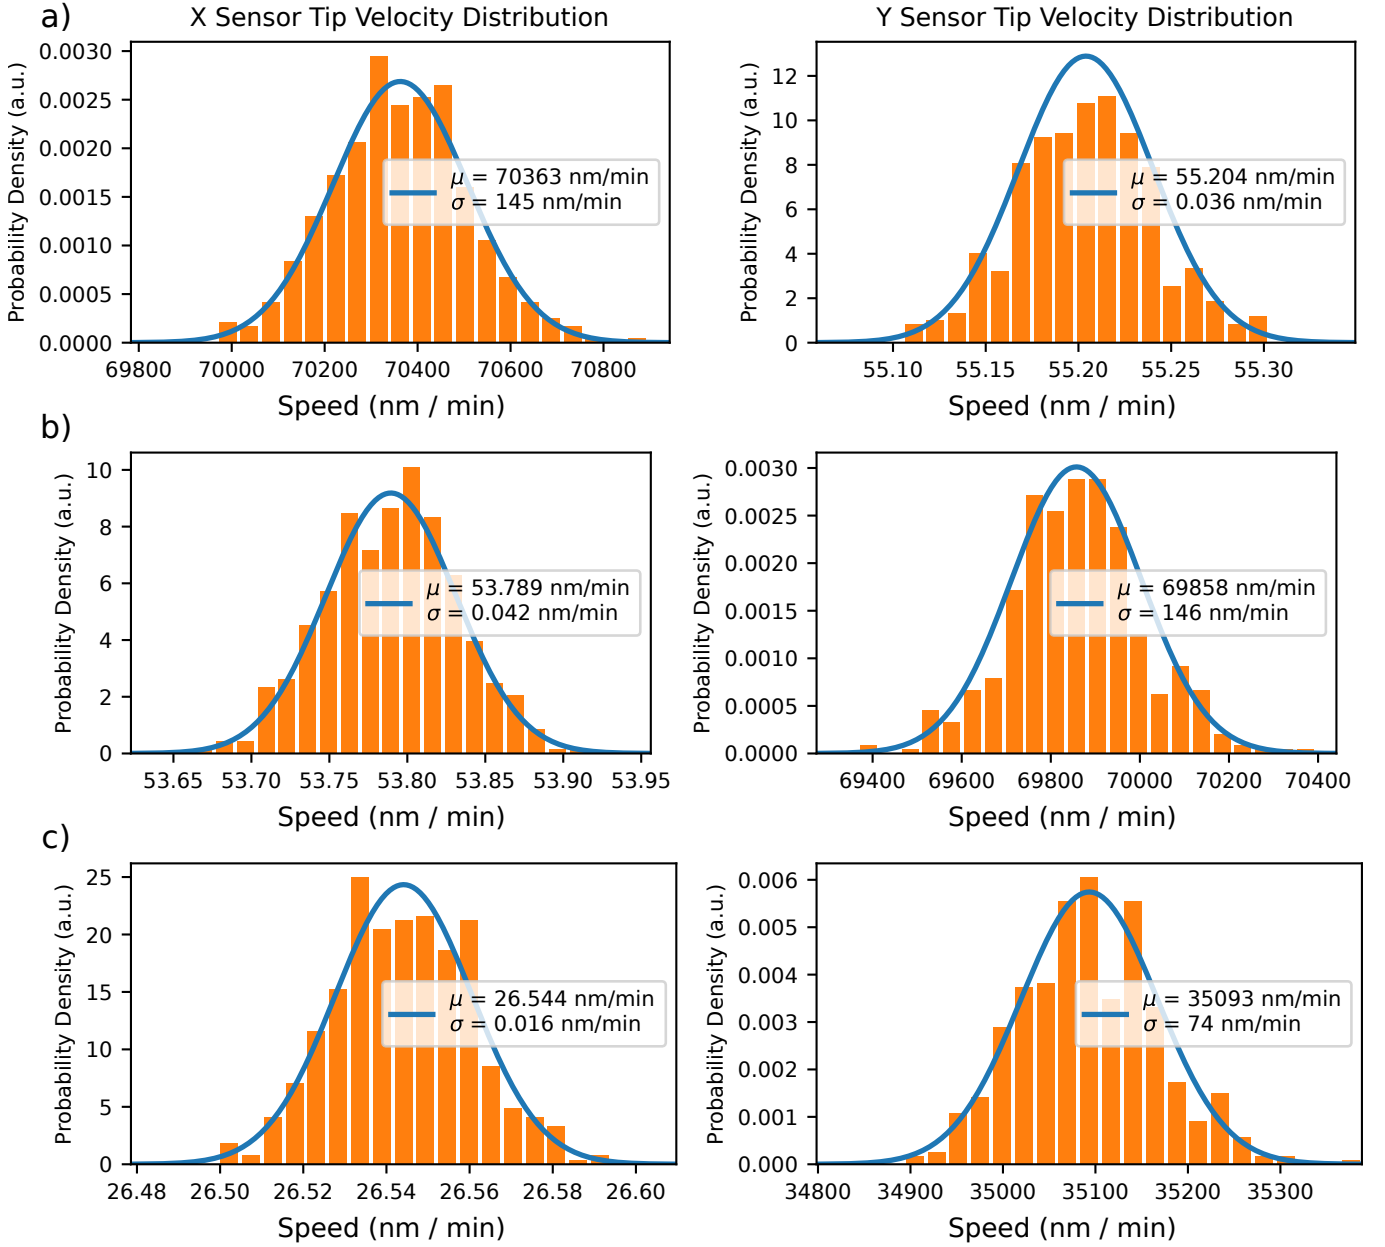 a)
X Sensor Tip Velocity Distribution
Y Sensor Tip Velocity Distribution
Probability Density (a.u.)
0.0030
0.0025
0.0020
0.0015
0.0010
0.0005
0.0000
μ = 70363 nm/min
σ = 145 nm/min
69800 70000 70200 70400 70600 70800
Speed (nm / min)
Probability Density (a.u.)
12
10
8
6
4
2
0
μ = 55.204 nm/min
σ = 0.036 nm/min
55.10 55.15 55.20 55.25 55.30
Speed (nm / min)
b)
Probability Density (a.u.)
10
8
6
4
2
0
μ = 53.789 nm/min
σ = 0.042 nm/min
53.65 53.70 53.75 53.80 53.85 53.90 53.95
Speed (nm / min)
Probability Density (a.u.)
0.0030
0.0025
0.0020
0.0015
0.0010
0.0005
0.0000
μ = 69858 nm/min
σ = 146 nm/min
69400 69600 69800 70000 70200 70400
Speed (nm / min)
c)
Probability Density (a.u.)
25
20
15
10
5
0
μ = 26.544 nm/min
σ = 0.016 nm/min
26.48 26.50 26.52 26.54 26.56 26.58 26.60
Speed (nm / min)
Probability Density (a.u.)
0.006
0.005
0.004
0.003
0.002
0.001
0.000
μ = 35093 nm/min
σ = 74 nm/min
34800 34900 35000 35100 35200 35300
Speed (nm / min)